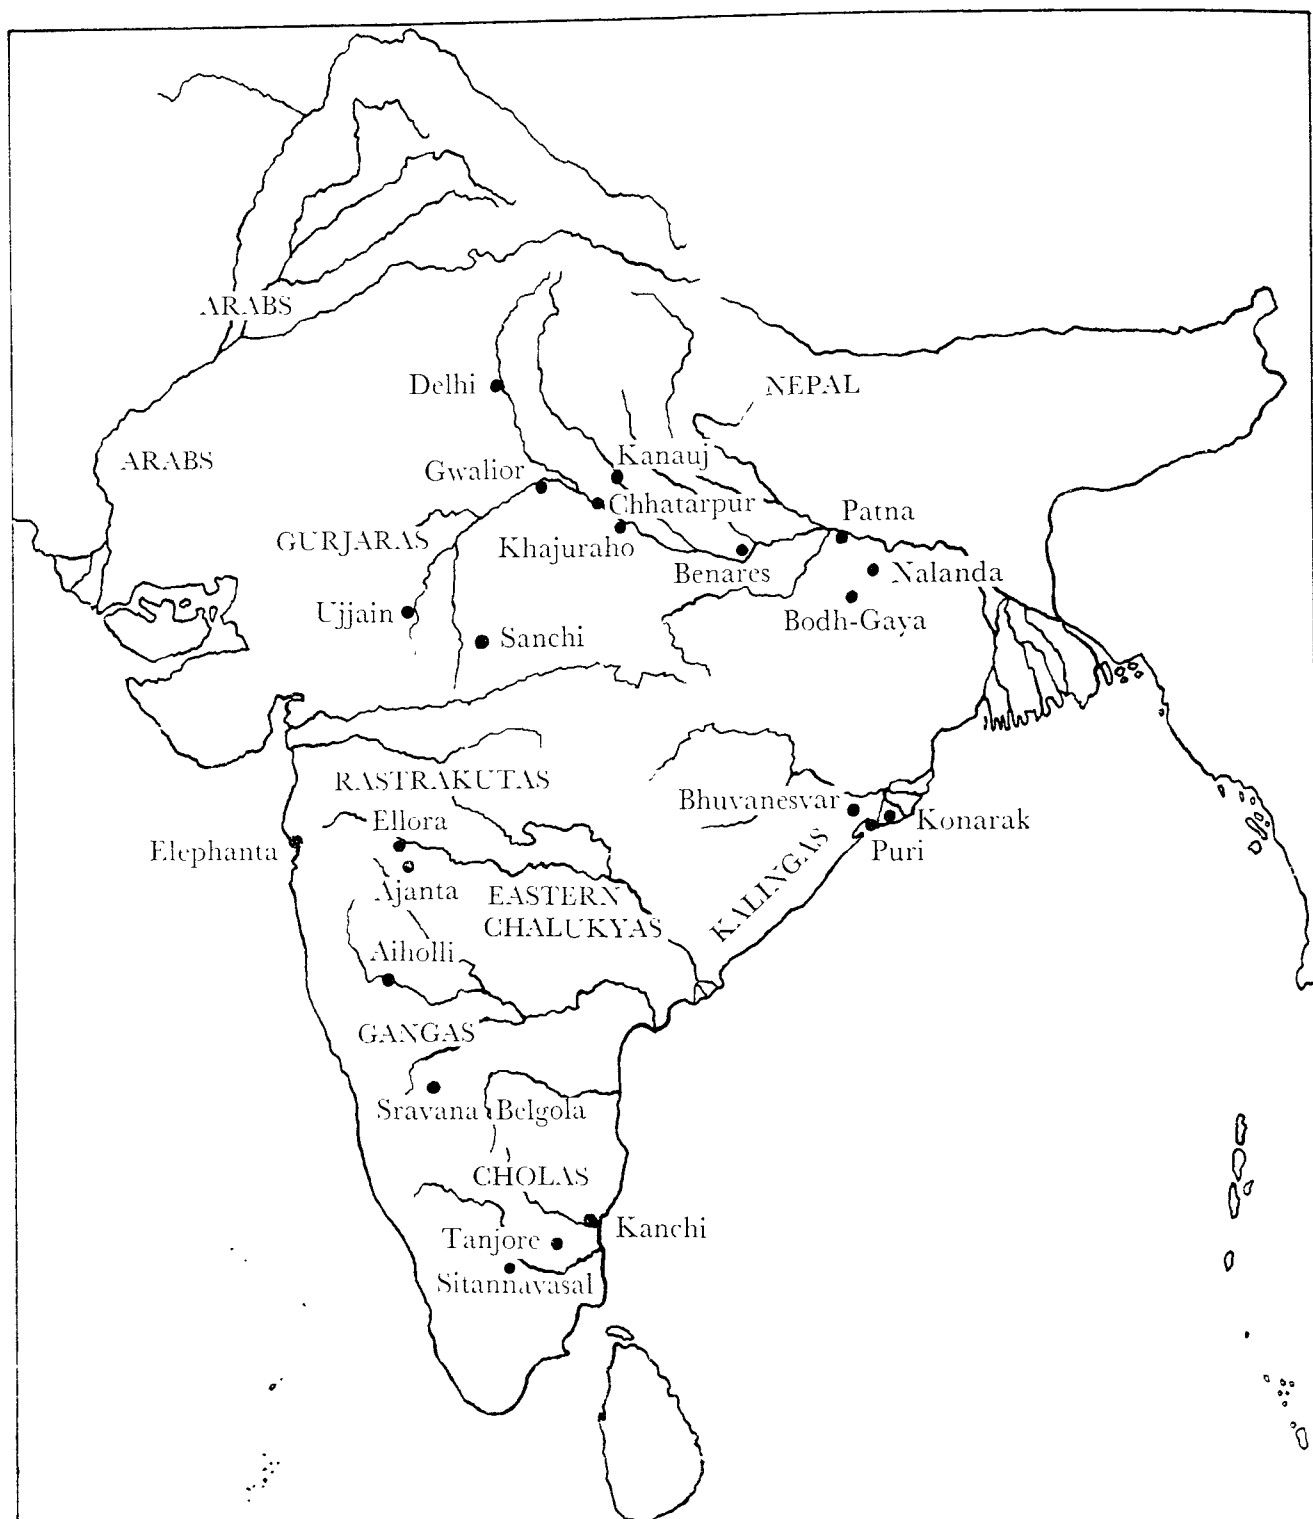 ARABS
Delhi
NEPAL
ARABS
Kanauj
Gwalior
Chhatarpur
Patna
GURJARAS
Khajuraho
Benares
Nalanda
Ujjain
Bodh-Gaya
Sanchi
RASTRAKUTAS
Bhuvanesvar
Ellora
Konarak
Elephanta
Puri
Ajanta
EASTERN
CHALUKYAS
KALINGAS
Aiholli
GANGAS
Sravana Belgola
CHOLAS
Kanchi
Tanjore
Sitannavasal